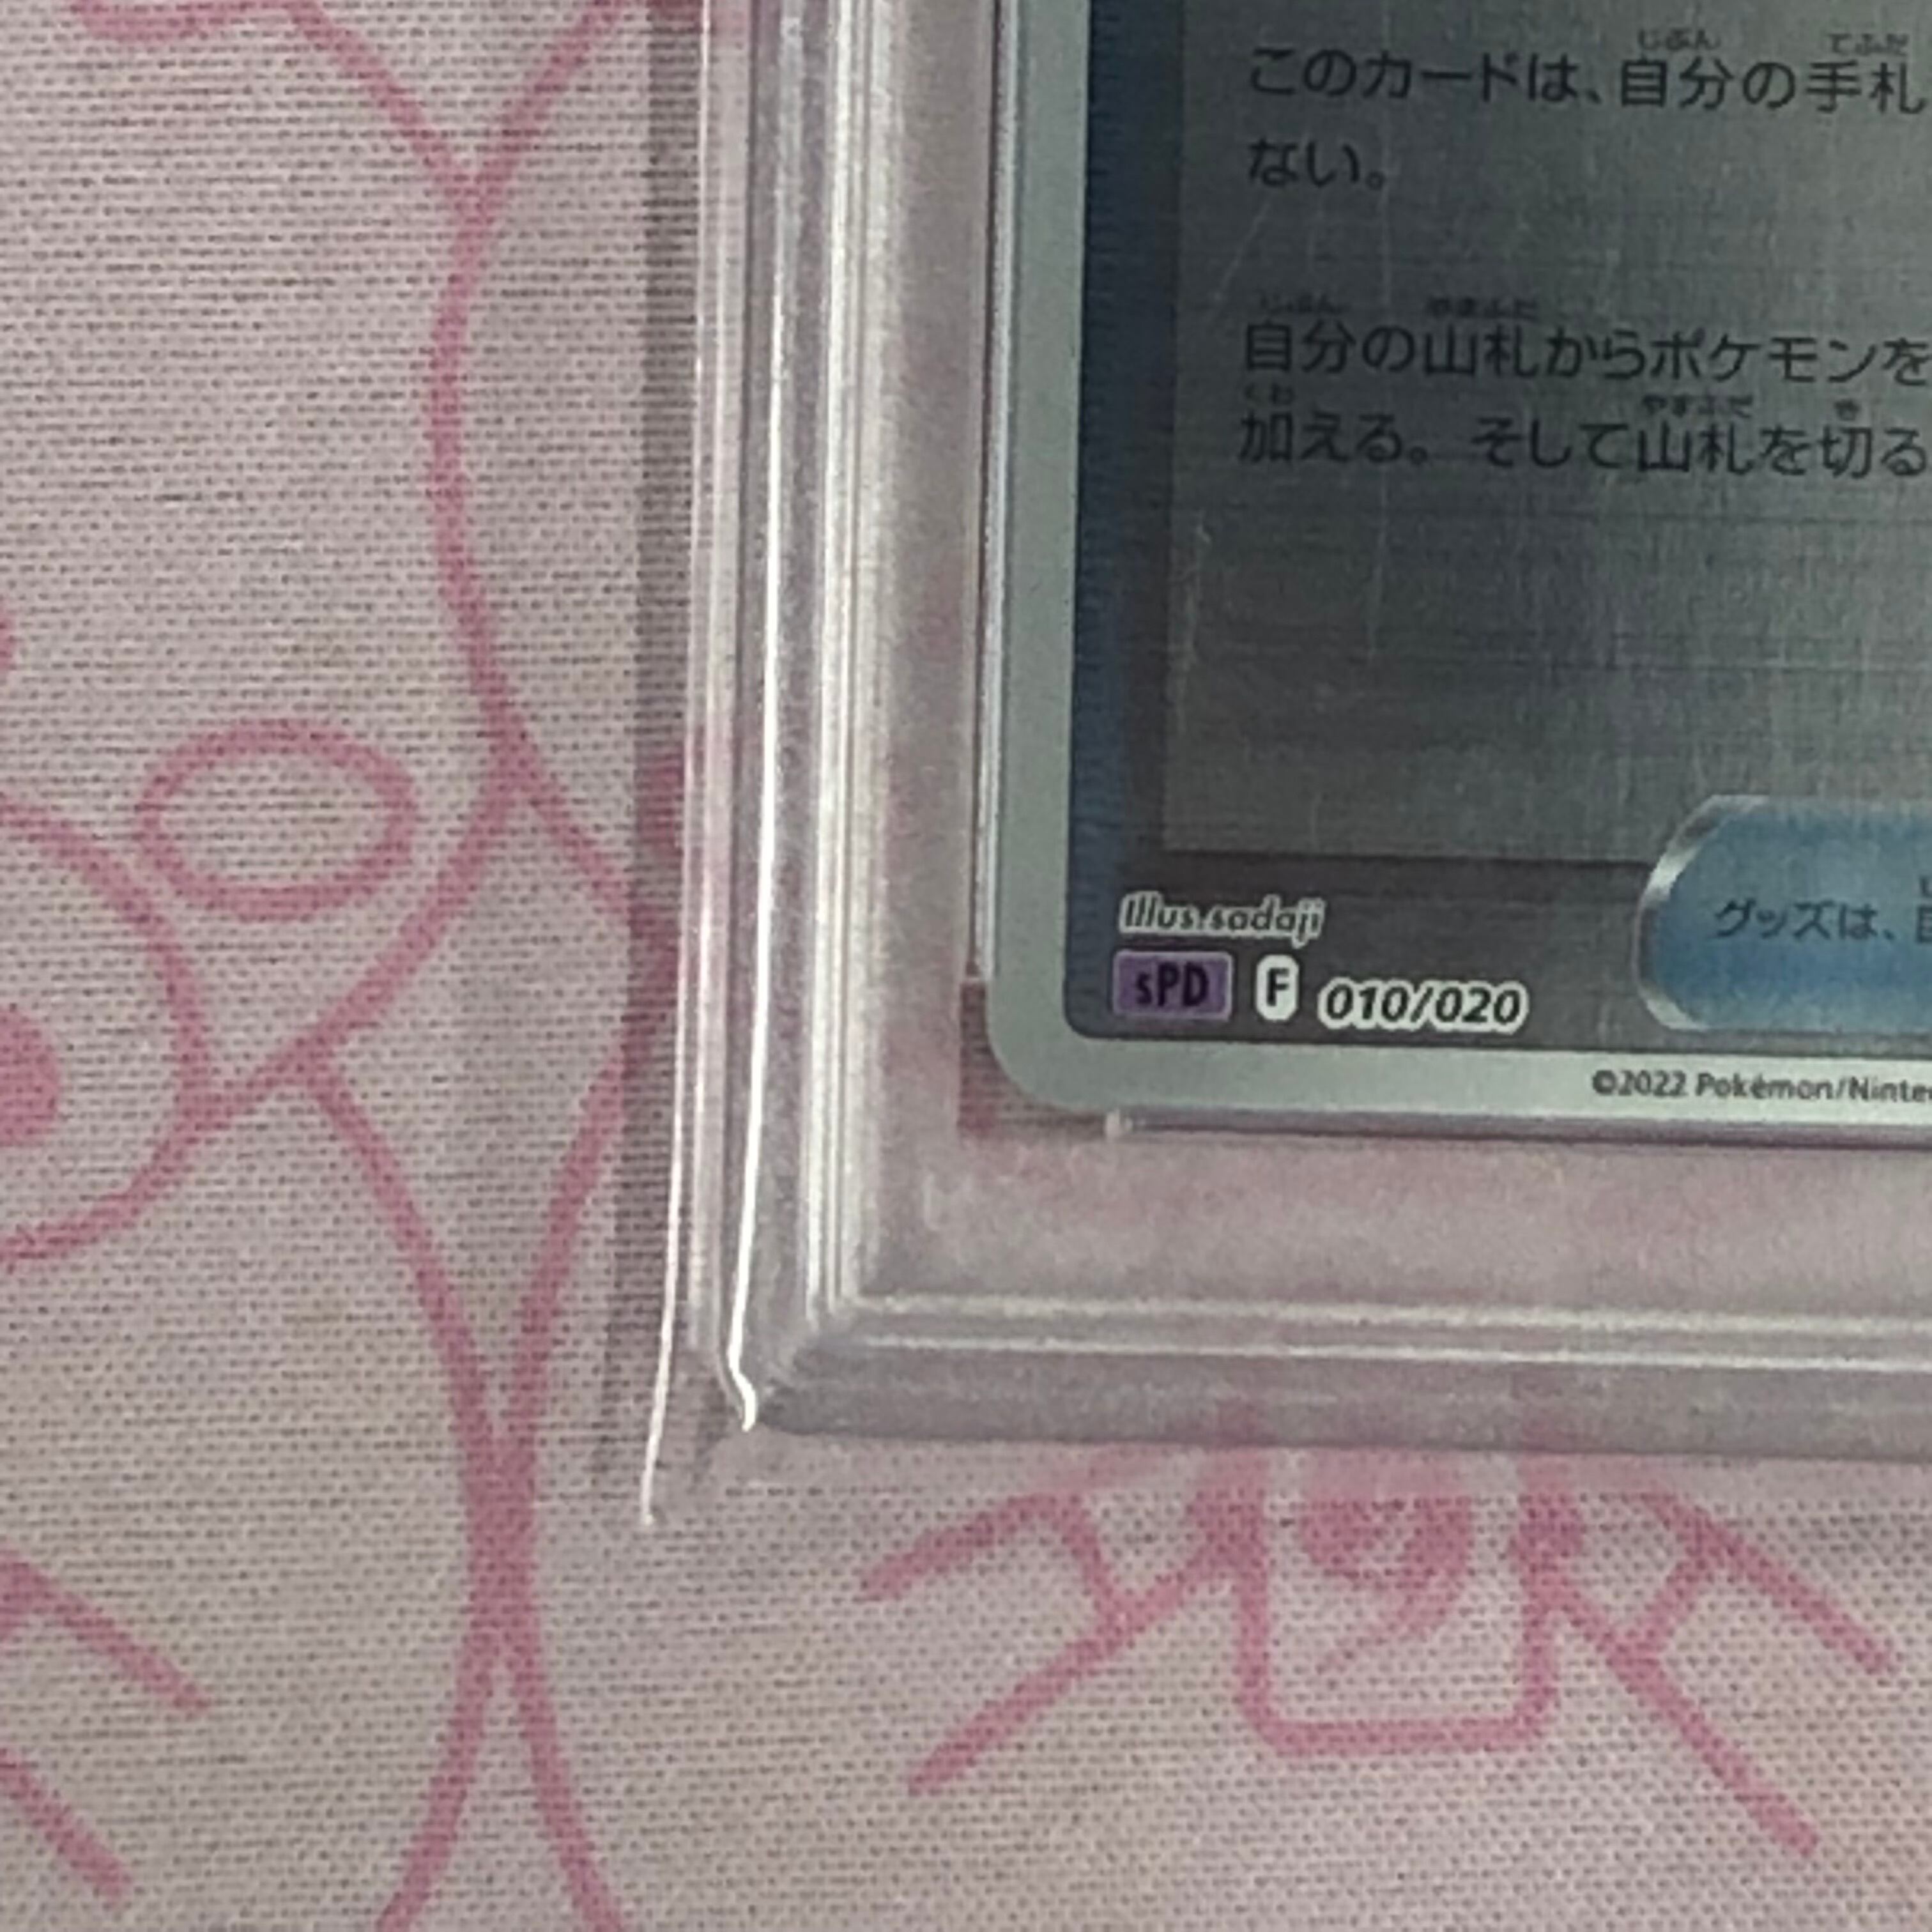 このカードは、自分の手札
ない。
自分の山札からポケモンを
加える。そして山札を切る
グッズは、
Illus.sadaji
sPD F 010/020
©2022 Pokémon/Ninte